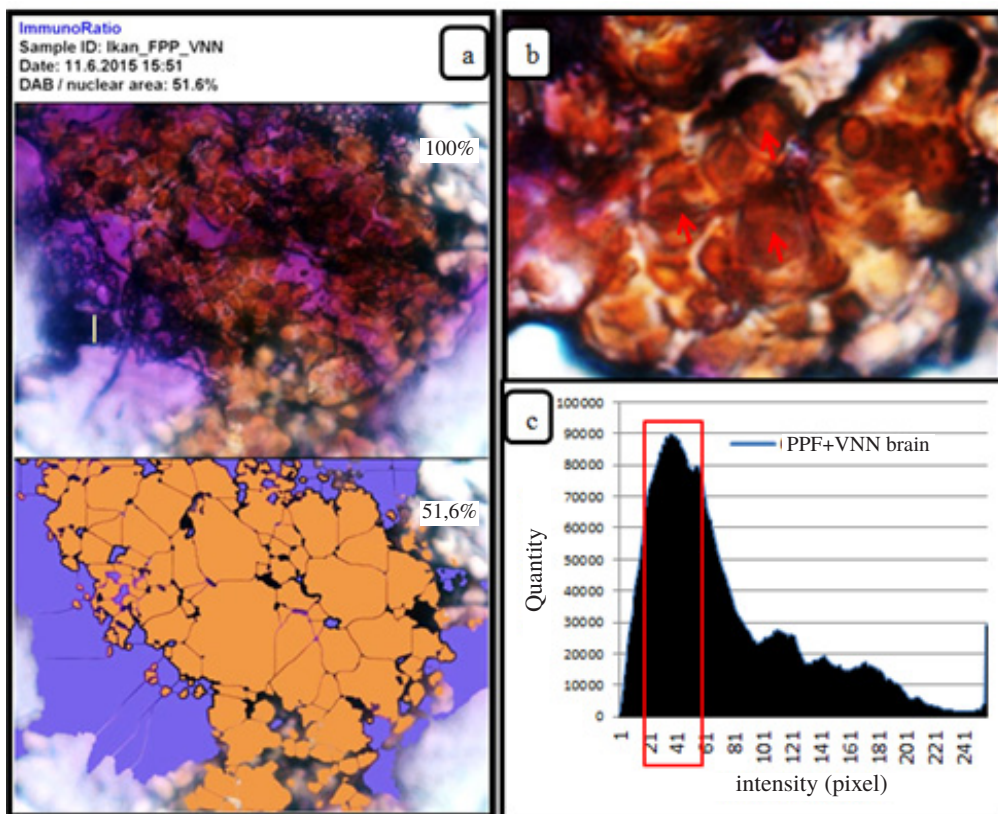 ImmunoRatio
Sample ID: Ikan_FPP_VNN
Date: 11.6.2015 15:51
DAB / nuclear area: 51.6%
a
100%
51,6%
b
c
100000
90000
80000
70000
60000
50000
40000
30000
20000
10000
0
Quantity
PPF+VNN brain
1
21
41
61
81
101
121
141
161
181
201
221
241
intensity (pixel)